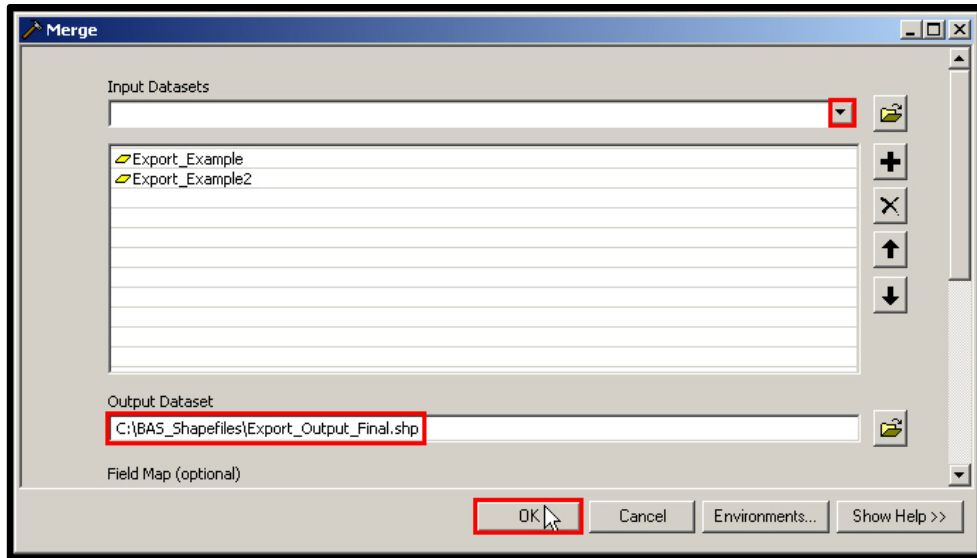 Merge
Input Datasets
Export_Example
Export_Example2
Output Dataset
C:\BAS_Shapefiles\Export_Output_Final.shp
Field Map (optional)
OK Cancel Environments... Show Help >>